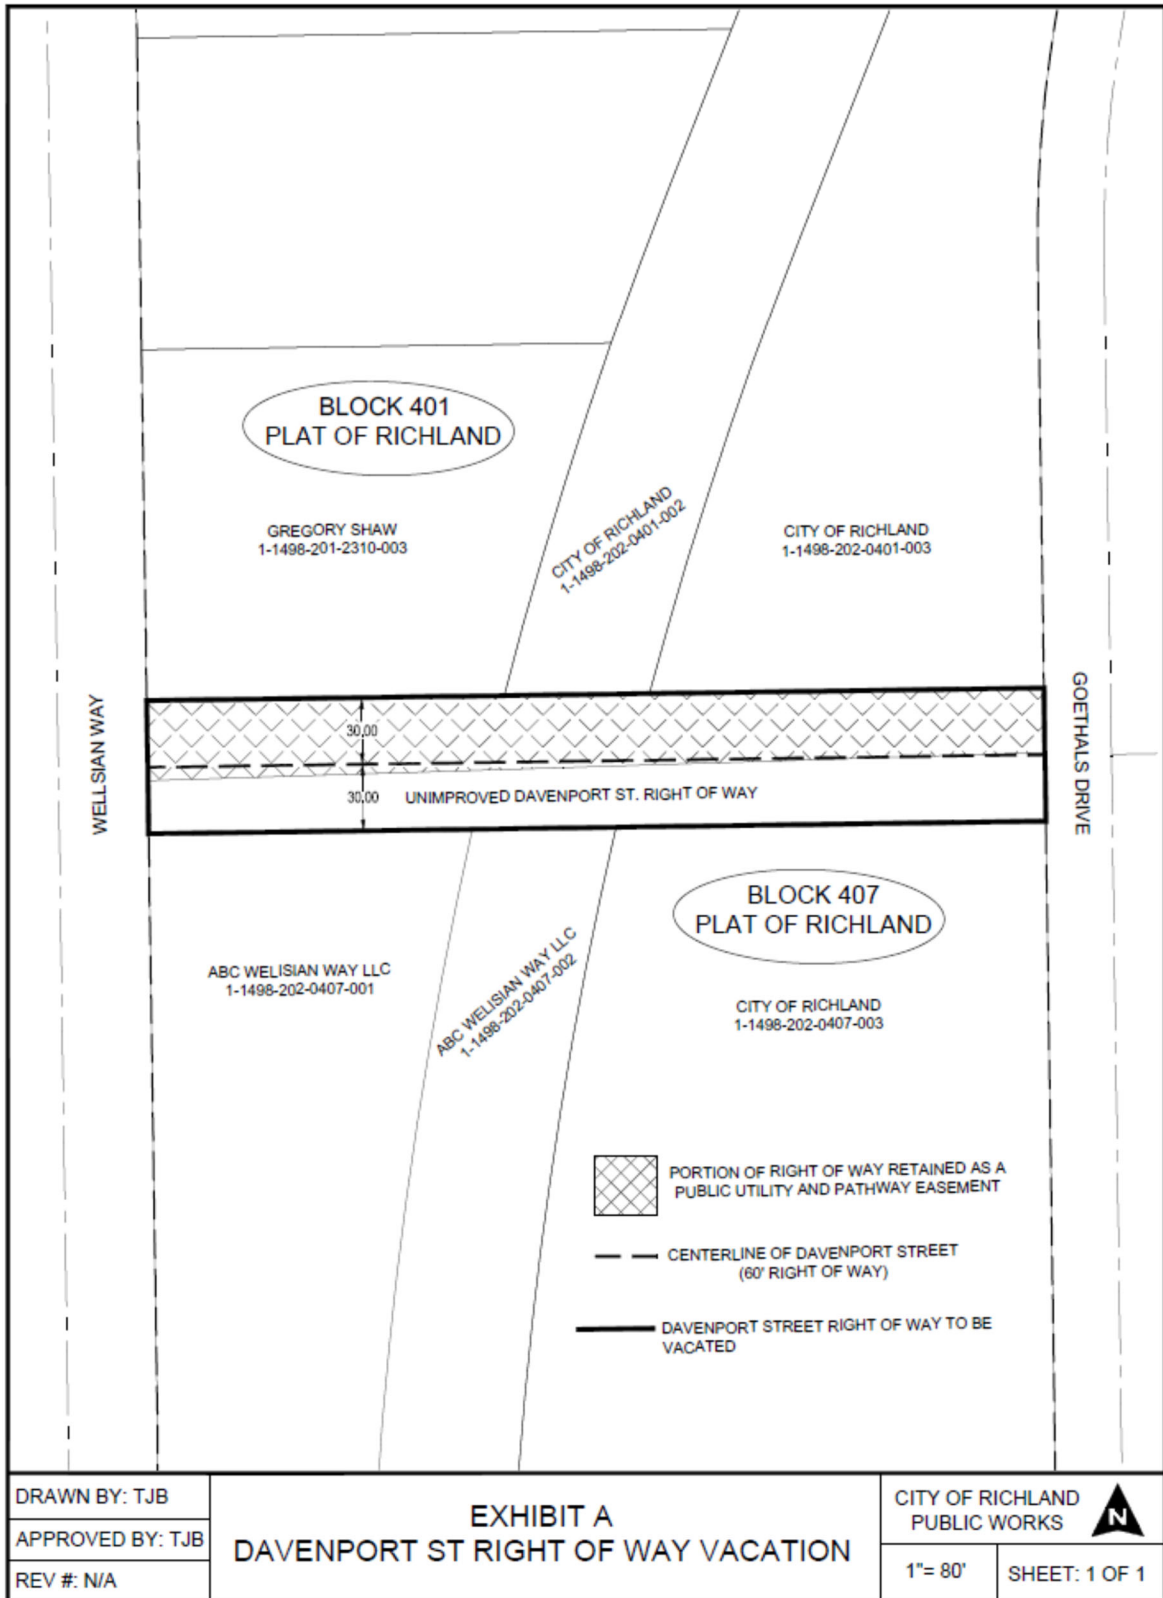 BLOCK 401
PLAT OF RICHLAND
GREGORY SHAW
1-1498-201-2310-003
CITY OF RICHLAND
1-1498-202-0401-002
CITY OF RICHLAND
1-1498-202-0401-003
WELLSIAN WAY
GOETHALS DRIVE
30.00
30.00
UNIMPROVED DAVENPORT ST. RIGHT OF WAY
BLOCK 407
PLAT OF RICHLAND
ABC WELISIAN WAY LLC
1-1498-202-0407-001
ABC WELISIAN WAY LLC
1-1498-202-0407-002
CITY OF RICHLAND
1-1498-202-0407-003
PORTION OF RIGHT OF WAY RETAINED AS A
PUBLIC UTILITY AND PATHWAY EASEMENT
CENTERLINE OF DAVENPORT STREET
(60' RIGHT OF WAY)
DAVENPORT STREET RIGHT OF WAY TO BE
VACATED
DRAWN BY: TJB
APPROVED BY: TJB
REV #: N/A
EXHIBIT A
DAVENPORT ST RIGHT OF WAY VACATION
CITY OF RICHLAND
PUBLIC WORKS
N
1"= 80'
SHEET: 1 OF 1